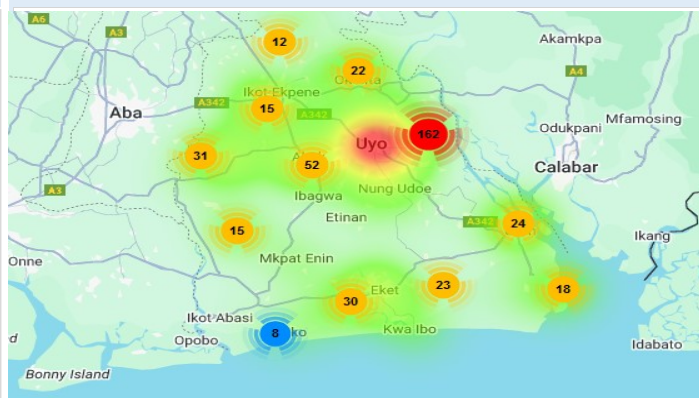 A6
A3
12
Akamkpa
22
A4
Ikot Ekpene
Mfamosing
Aba
A342
15
A342
162
Odukpani
Uyo
31
52
Calabar
A3
Nung Udoe
Ibagwa
Etinan
A342
24
15
Ikang
Onne
Mkpat Enin
23
18
Eket
30
Ikot Abasi
Kwa Ibo
8
ko
Opobo
Idabato
Bonny Island